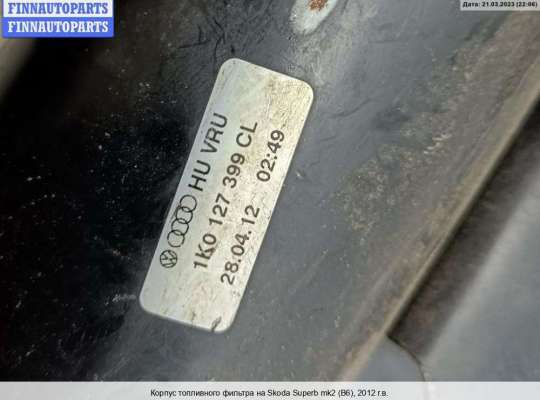 FINNAUTOPARTS
FINNAUTOPARTS
Дата: 21.03.2023 (22:06)
HU VRU
1K0 127 399 CL
28.04.12 02:49
Корпус топливного фильтра на Skoda Superb mk2 (B6), 2012 г.в.